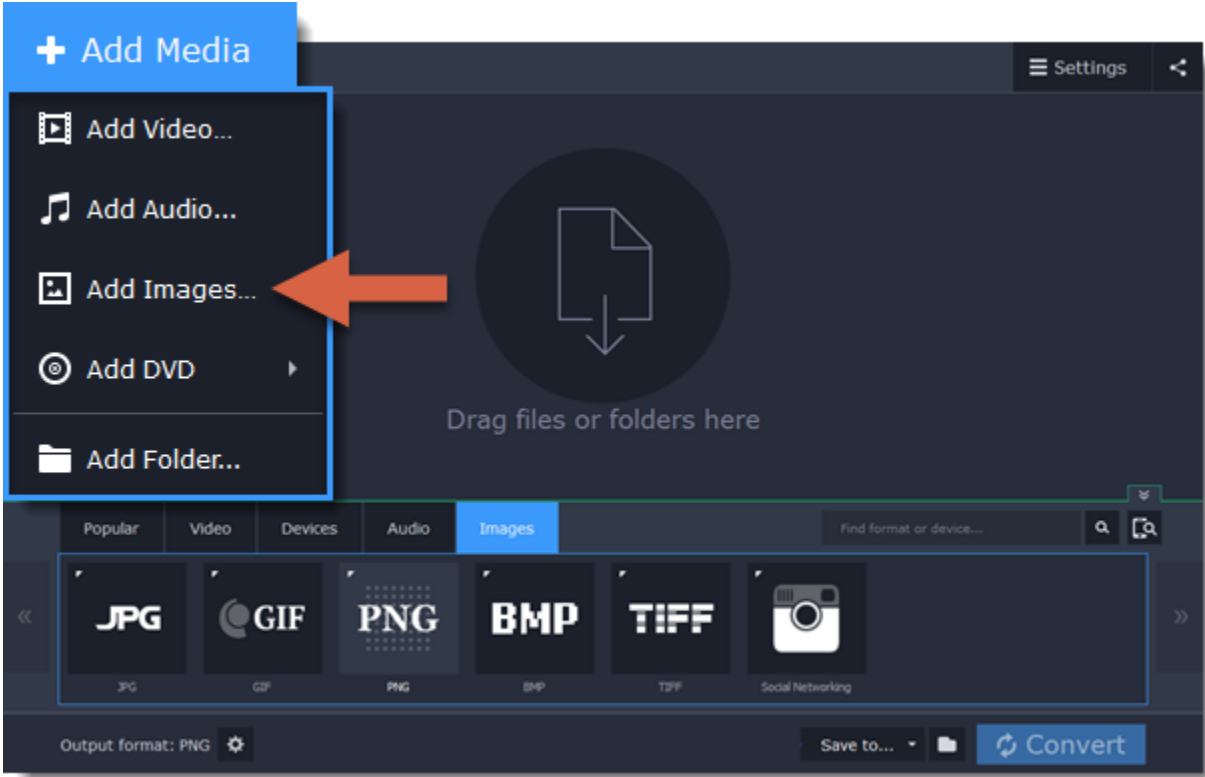 Add Media
Settings
Add Video...
Add Audio...
Add Images...
Add DVD
Add Folder...
Drag files or folders here
Popular Video Devices Audio Images
Find format or device...
JPG GIF PNG BMP TIFF
JPG GIF PNG BMP TIFF Social Networking
Output format: PNG
Save to...
Convert